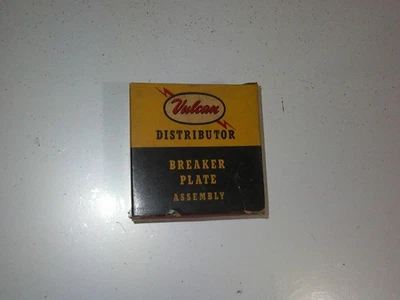 Vulcan
DISTRIBUTOR
BREAKER
PLATE
ASSEMBLY